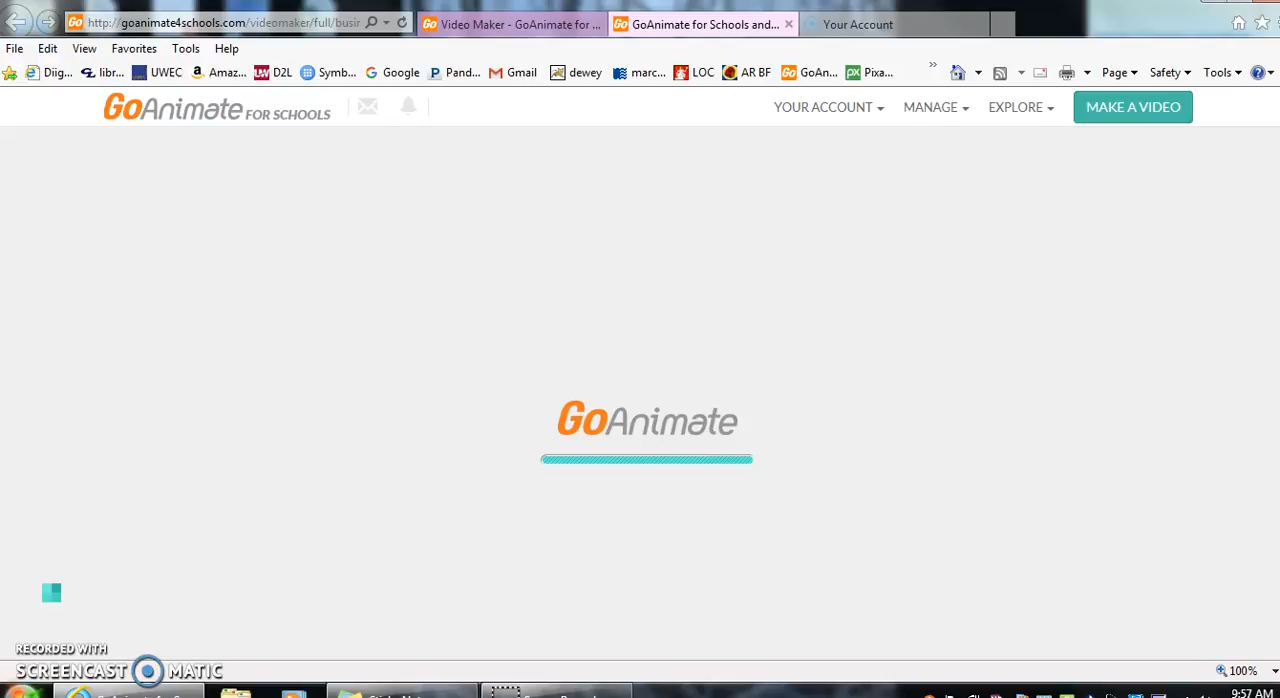 http://goanimate4schools.com/videomaker/full/busir
Video Maker - GoAnimate for ...
GoAnimate for Schools and...
Your Account
File Edit View Favorites Tools Help
Diig... libr... UWEC Amaz... D2L Symb... Google Pand... Gmail dewey marc... LOC AR BF GoAn... Pixa... » Page Safety Tools
GoAnimate FOR SCHOOLS
YOUR ACCOUNT MANAGE EXPLORE MAKE A VIDEO
GoAnimate
RECORDED WITH
SCREENCAST MATIC
100%
9:57 AM